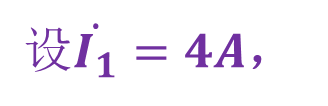 设İ₁ = 4A，